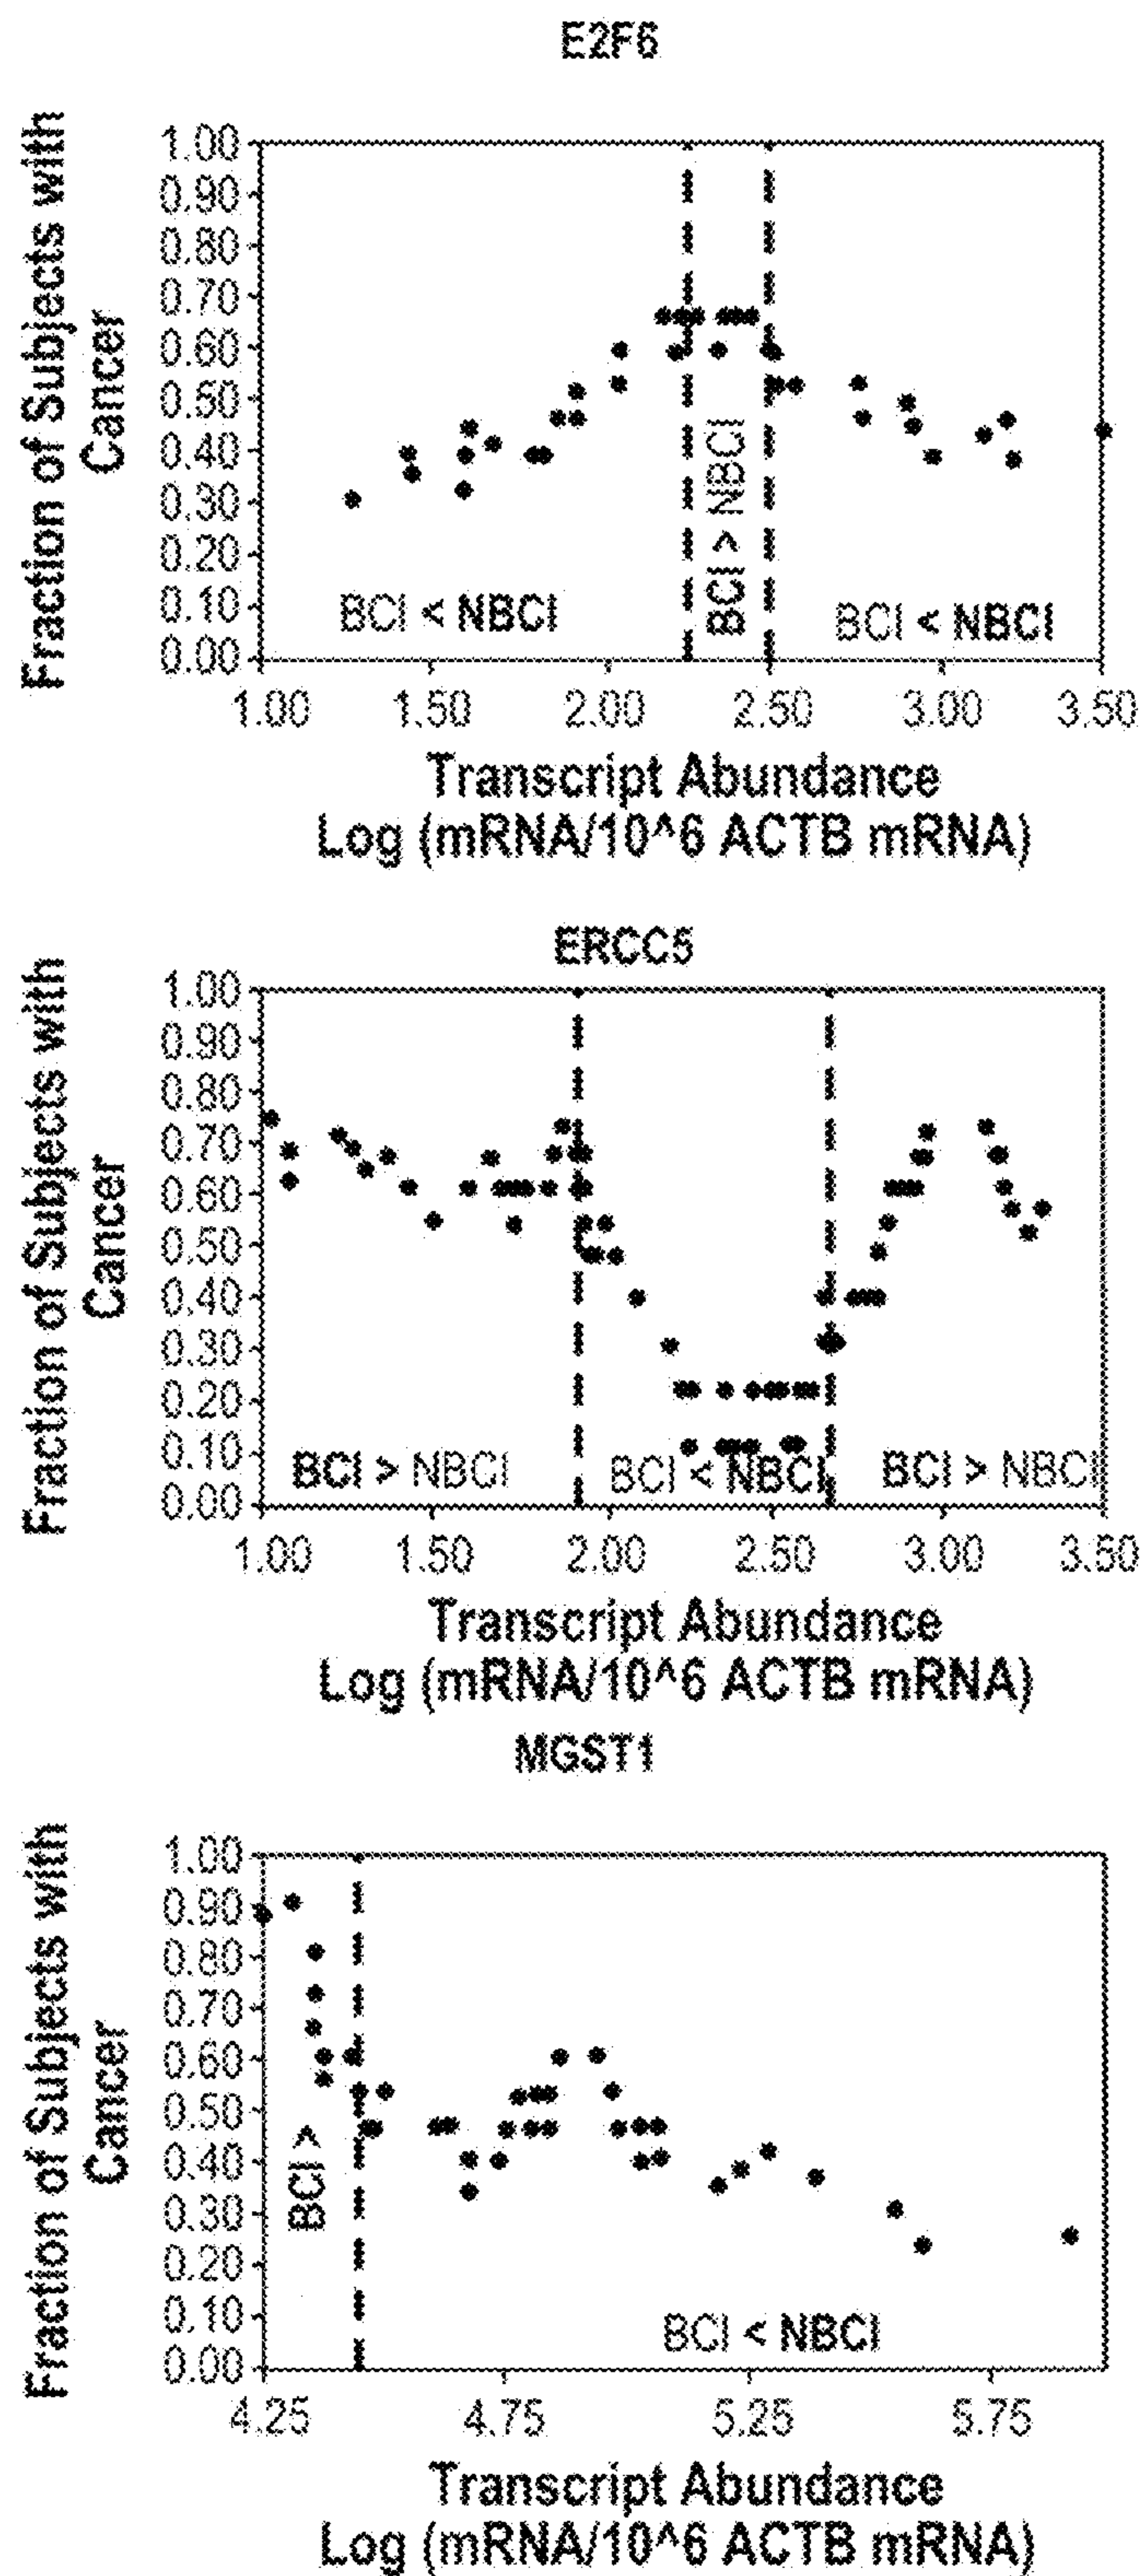 E2F6
Fraction of Subjects with
Cancer
1.00
0.90
0.80
0.70
0.60
0.50
0.40
0.30
0.20
0.10
0.00
BCI < NBCI
BCI > NBCI
BCI < NBCI
1.00 1.50 2.00 2.50 3.00 3.50
Transcript Abundance
Log (mRNA/10^6 ACTB mRNA)
ERCC5
Fraction of Subjects with
Cancer
1.00
0.90
0.80
0.70
0.60
0.50
0.40
0.30
0.20
0.10
0.00
BCI > NBCI
BCI < NBCI
BCI > NBCI
1.00 1.50 2.00 2.50 3.00 3.50
Transcript Abundance
Log (mRNA/10^6 ACTB mRNA)
MGST1
Fraction of Subjects with
Cancer
1.00
0.90
0.80
0.70
0.60
0.50
0.40
0.30
0.20
0.10
0.00
BCI >
BCI < NBCI
4.25 4.75 5.25 5.75
Transcript Abundance
Log (mRNA/10^6 ACTB mRNA)